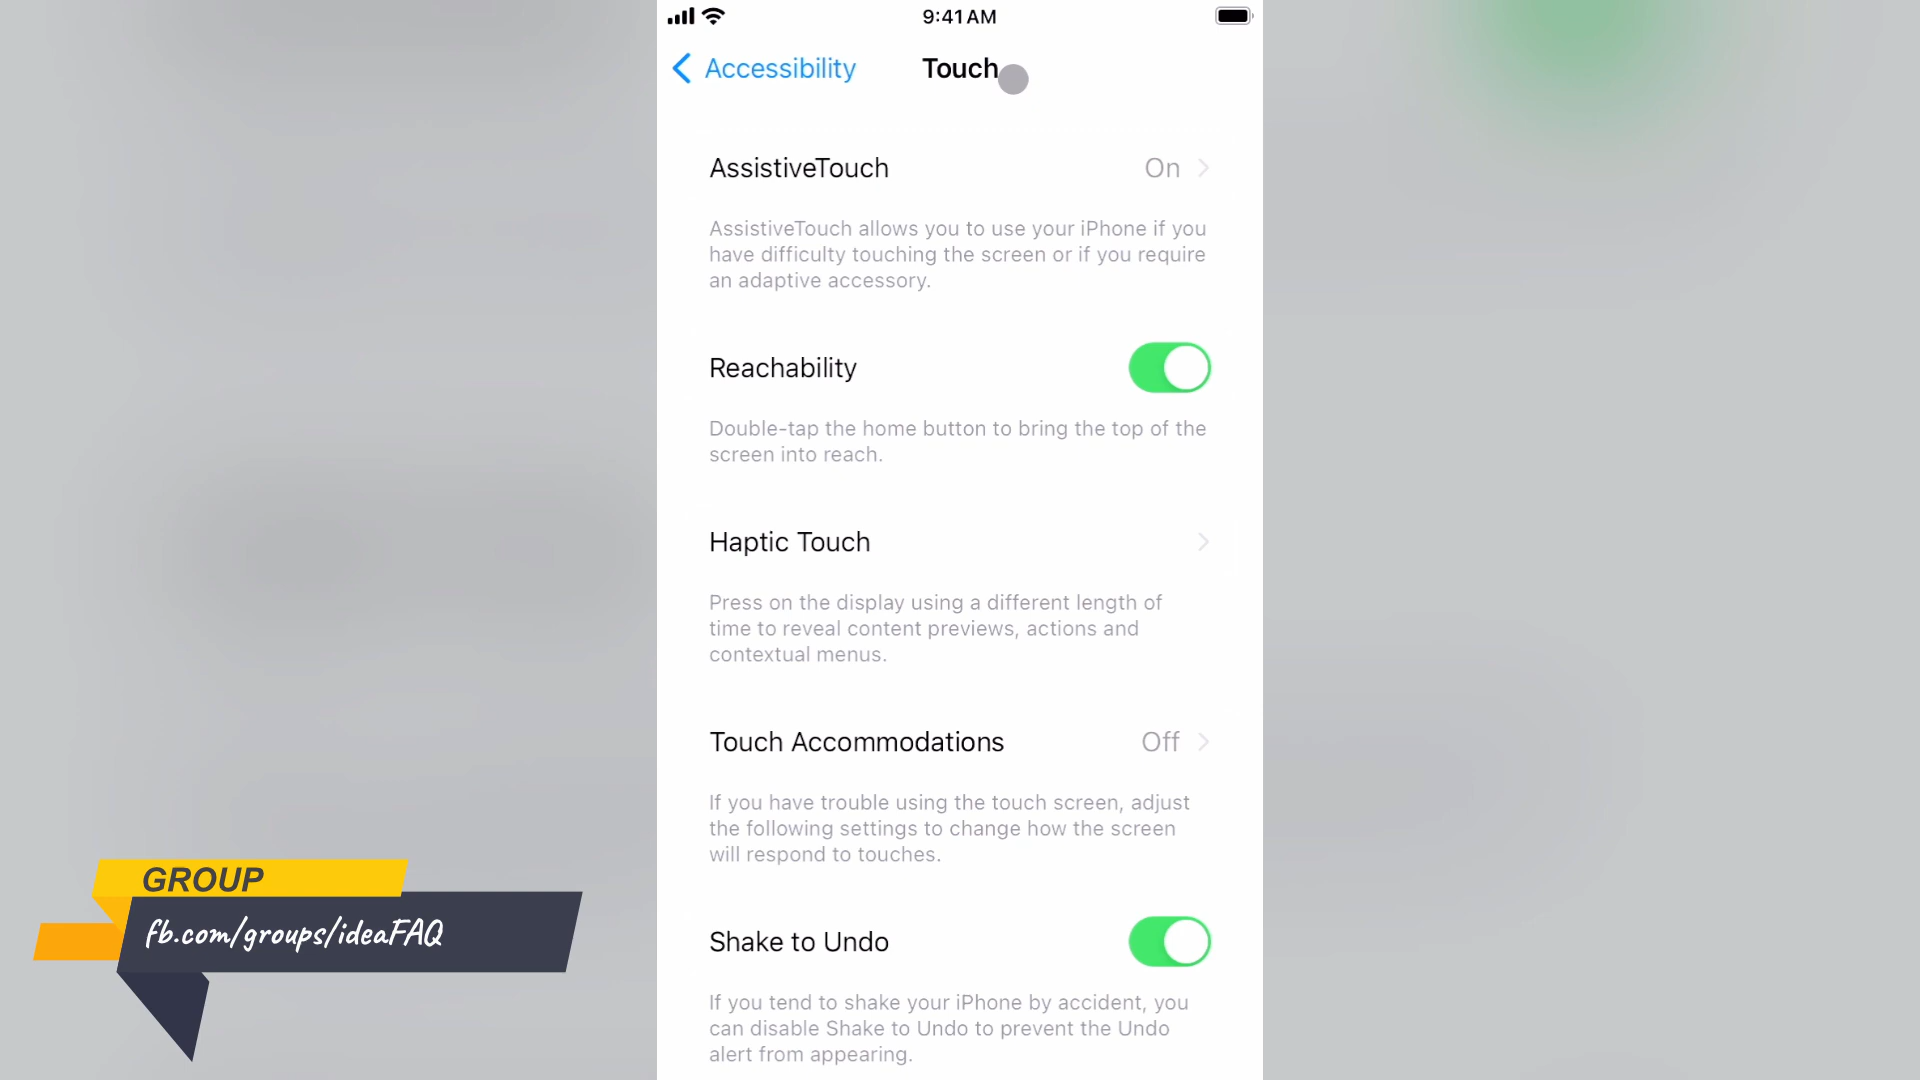 9:41 AM
Accessibility
Touch
AssistiveTouch
On
AssistiveTouch allows you to use your iPhone if you
have difficulty touching the screen or if you require
an adaptive accessory.
Reachability
Double-tap the home button to bring the top of the
screen into reach.
Haptic Touch
Press on the display using a different length of
time to reveal content previews, actions and
contextual menus.
Touch Accommodations
Off
If you have trouble using the touch screen, adjust
the following settings to change how the screen
will respond to touches.
Shake to Undo
If you tend to shake your iPhone by accident, you
can disable Shake to Undo to prevent the Undo
alert from appearing.
GROUP
fb.com/groups/ideaFAQ